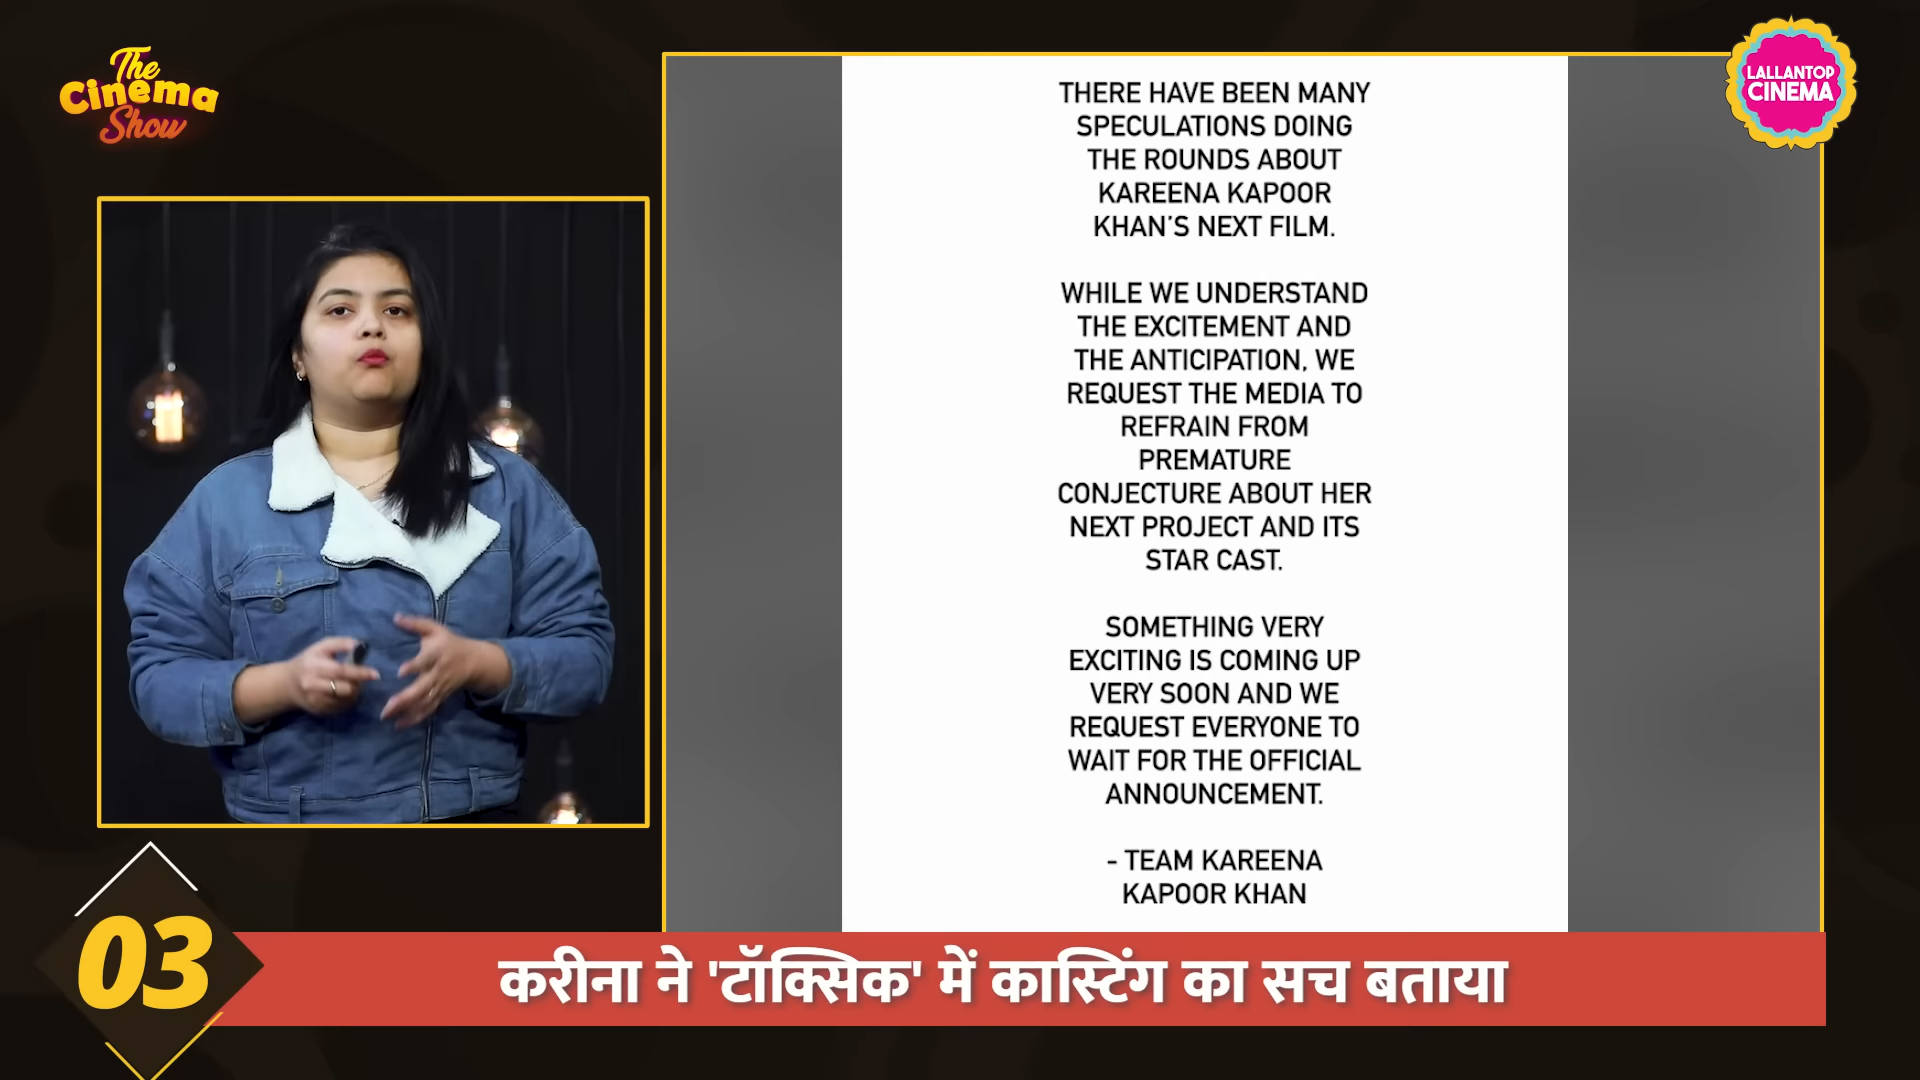 The
Cinema
Show
LALLANTOP
CINEMA
THERE HAVE BEEN MANY
SPECULATIONS DOING
THE ROUNDS ABOUT
KAREENA KAPOOR
KHAN'S NEXT FILM.
WHILE WE UNDERSTAND
THE EXCITEMENT AND
THE ANTICIPATION, WE
REQUEST THE MEDIA TO
REFRAIN FROM
PREMATURE
CONJECTURE ABOUT HER
NEXT PROJECT AND ITS
STAR CAST.
SOMETHING VERY
EXCITING IS COMING UP
VERY SOON AND WE
REQUEST EVERYONE TO
WAIT FOR THE OFFICIAL
ANNOUNCEMENT.
- TEAM KAREENA
KAPOOR KHAN
03
करीना ने 'टॉक्सिक' में कास्टिंग का सच बताया